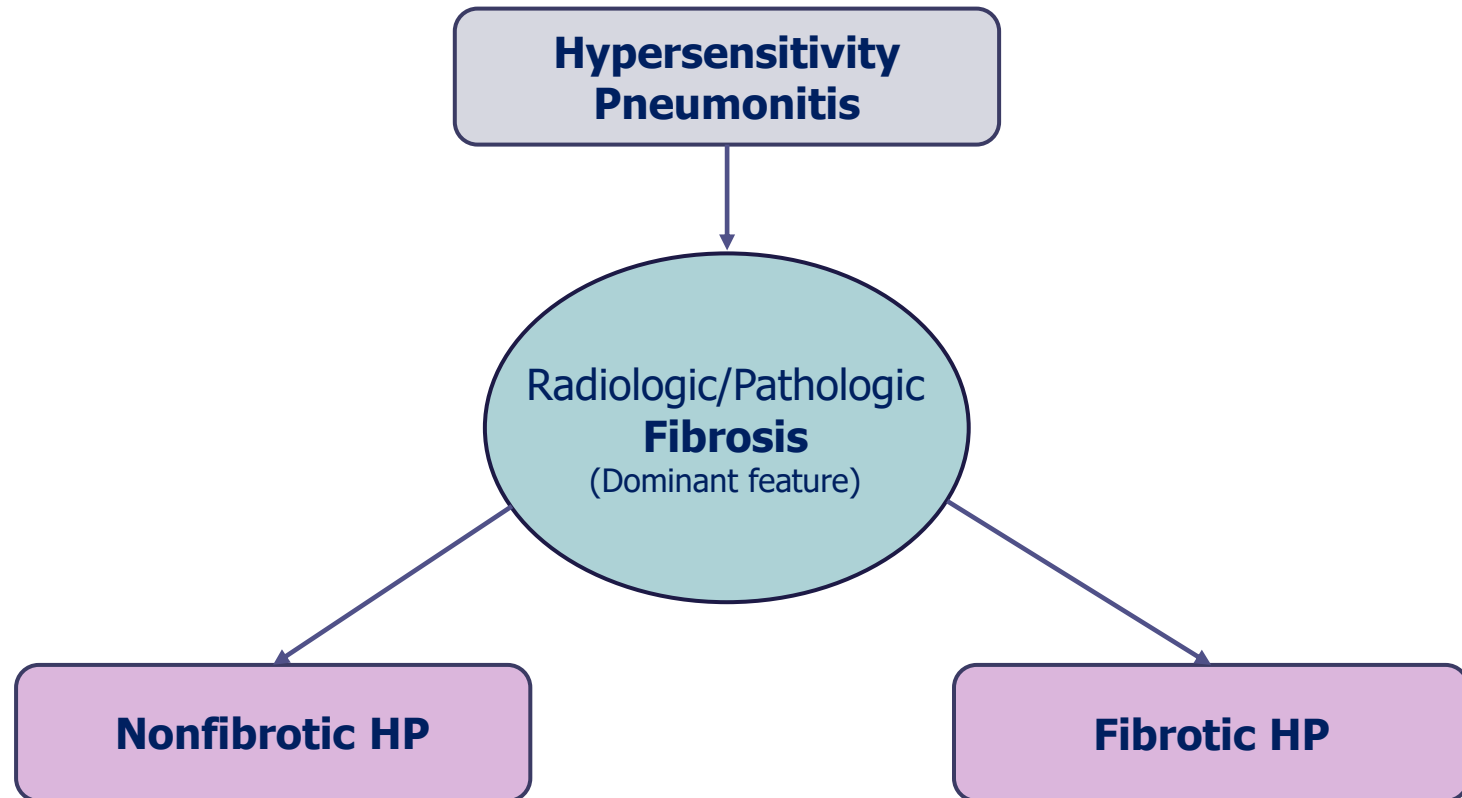 Hypersensitivity
Pneumonitis
Radiologic/Pathologic
Fibrosis
(Dominant feature)
Nonfibrotic HP
Fibrotic HP